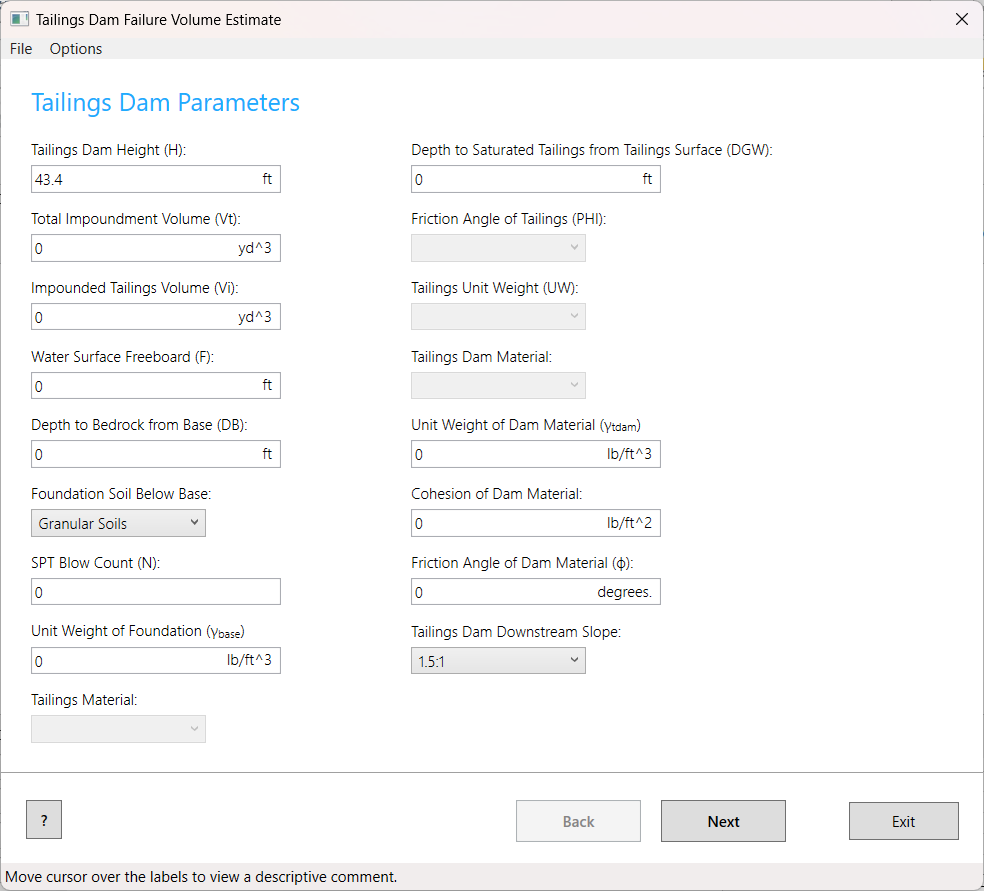 Tailings Dam Failure Volume Estimate
File Options
Tailings Dam Parameters
Tailings Dam Height (H):
43.4 ft
Total Impoundment Volume (Vt):
0 yd^3
Impounded Tailings Volume (Vi):
0 yd^3
Water Surface Freeboard (F):
0 ft
Depth to Bedrock from Base (DB):
0 ft
Foundation Soil Below Base:
Granular Soils
SPT Blow Count (N):
0
Unit Weight of Foundation (γbase)
0 lb/ft^3
Tailings Material:
Depth to Saturated Tailings from Tailings Surface (DGW):
0 ft
Friction Angle of Tailings (PHI):
Tailings Unit Weight (UW):
Tailings Dam Material:
Unit Weight of Dam Material (γtdam)
0 lb/ft^3
Cohesion of Dam Material:
0 lb/ft^2
Friction Angle of Dam Material (ϕ):
0 degrees.
Tailings Dam Downstream Slope:
1.5:1
? Back Next Exit
Move cursor over the labels to view a descriptive comment.